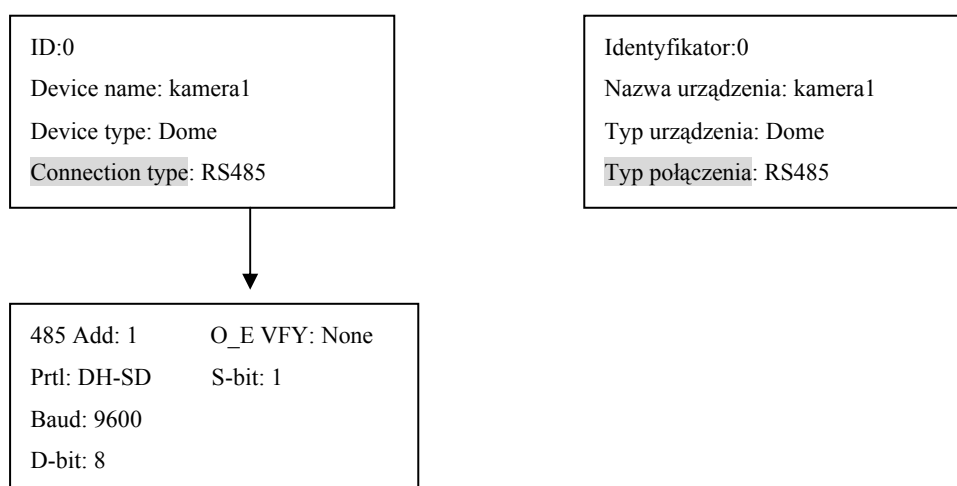 ID:0
Device name: kamera1
Device type: Dome
Connection type: RS485
Identyfikator:0
Nazwa urządzenia: kamera1
Typ urządzenia: Dome
Typ połączenia: RS485
485 Add: 1 O_E VFY: None
Prtl: DH-SD S-bit: 1
Baud: 9600
D-bit: 8